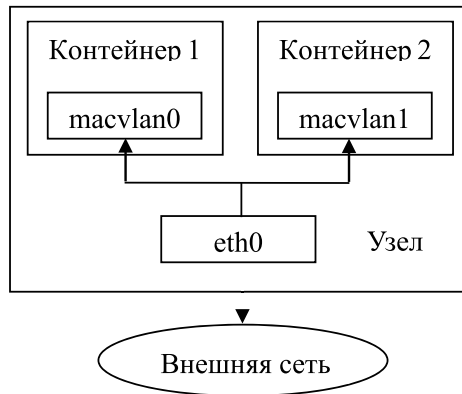 Контейнер 1
Контейнер 2
macvlan0
macvlan1
eth0
Узел
Внешняя сеть